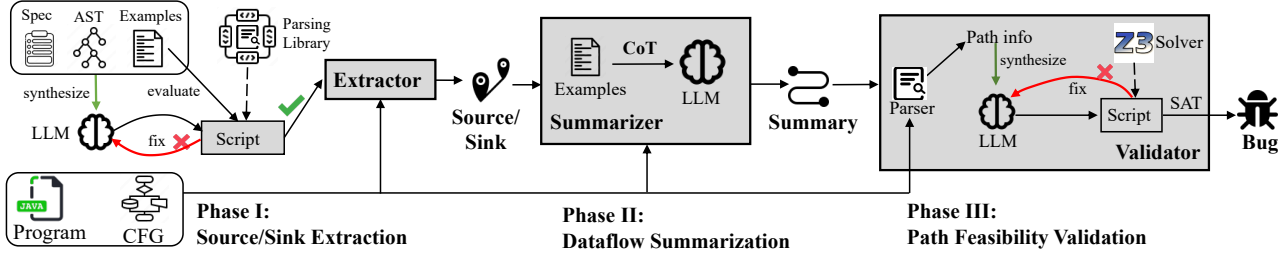 Spec
AST
Examples
Parsing
Library
synthesize
evaluate
LLM
fix
Script
Extractor
Source/
Sink
CoT
Examples
LLM
Summarizer
Summary
Path info
Z3 Solver
synthesize
Parser
fix
LLM
Script
SAT
Validator
Bug
JAVA
Program
CFG
Phase I:
Source/Sink Extraction
Phase II:
Dataflow Summarization
Phase III:
Path Feasibility Validation